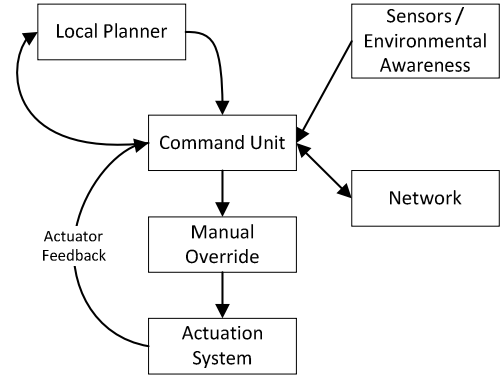 Local Planner
Sensors /
Environmental
Awareness
Command Unit
Network
Manual
Override
Actuator
Feedback
Actuation
System